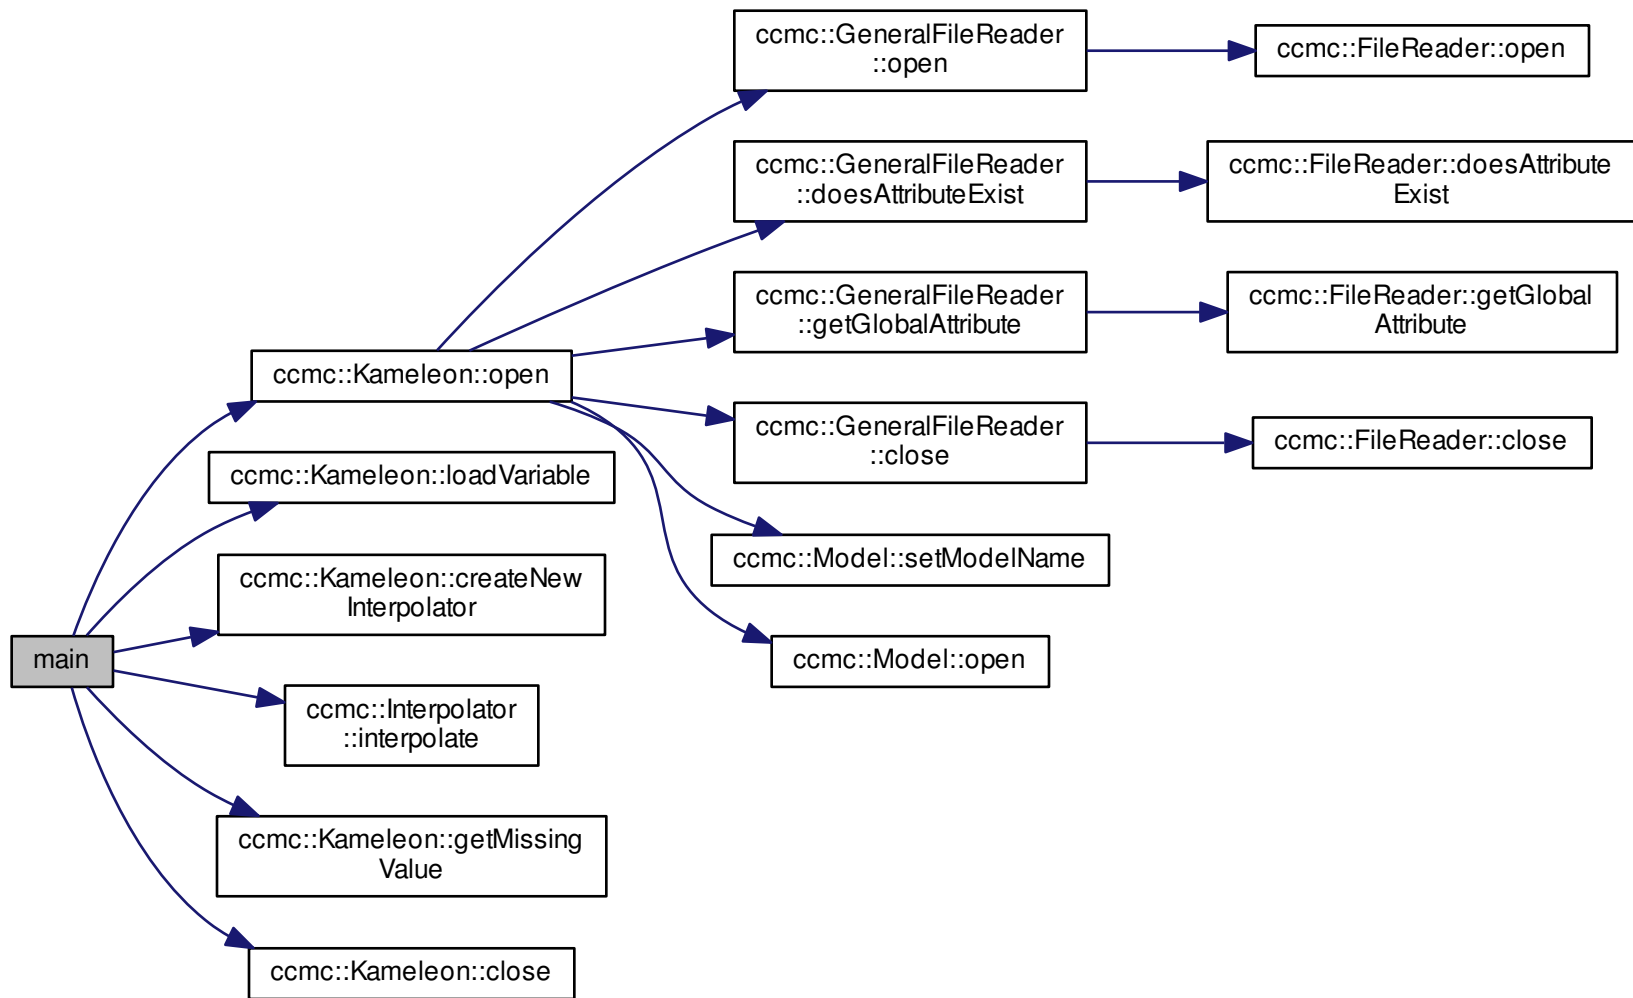 ccmc::GeneralFileReader
::open
ccmc::FileReader::open
ccmc::GeneralFileReader
::doesAttributeExist
ccmc::FileReader::doesAttribute
Exist
ccmc::GeneralFileReader
::getGlobalAttribute
ccmc::FileReader::getGlobal
Attribute
ccmc::Kameleon::open
ccmc::GeneralFileReader
::close
ccmc::FileReader::close
ccmc::Kameleon::loadVariable
ccmc::Model::setModelName
ccmc::Kameleon::createNew
Interpolator
main
ccmc::Model::open
ccmc::Interpolator
::interpolate
ccmc::Kameleon::getMissing
Value
ccmc::Kameleon::close